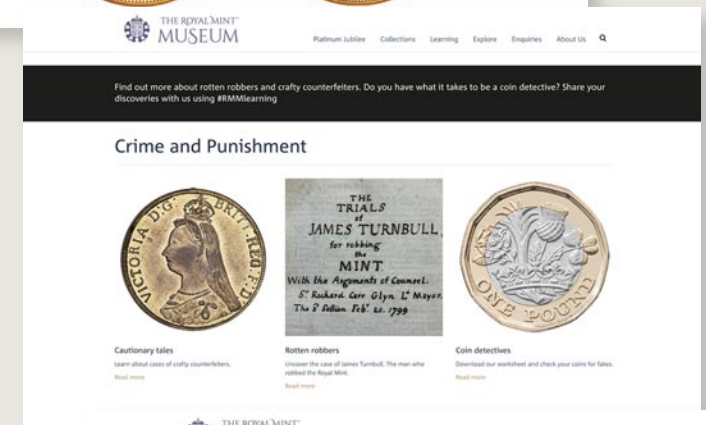 THE ROYAL MINT
MUSEUM
Platinum Jubilee Collections Learning Explore Enquiries About Us
Find out more about rotten robbers and crafty counterfeiters. Do you have what it takes to be a coin detective? Share your
discoveries with us using #RMMlearning
Crime and Punishment
VICTORIA D:G: BRITT:REG:F:D:
THE
TRIALS
of
JAMES TURNBULL
for robbing
the
MINT
With the Arguments of Counsel.
Sr. Richard Carr Glyn Ld. Mayor.
The 3d Session Feby. 20. 1799
ONE POUND
Cautionary tales
Learn about cases of crafty counterfeiters.
Read more
Rotten robbers
Uncover the case of James Turnbull. The man who
robbed the Royal Mint.
Read more
Coin detectives
Download our worksheet and check your coins for fakes.
Read more
THE ROYAL MINT